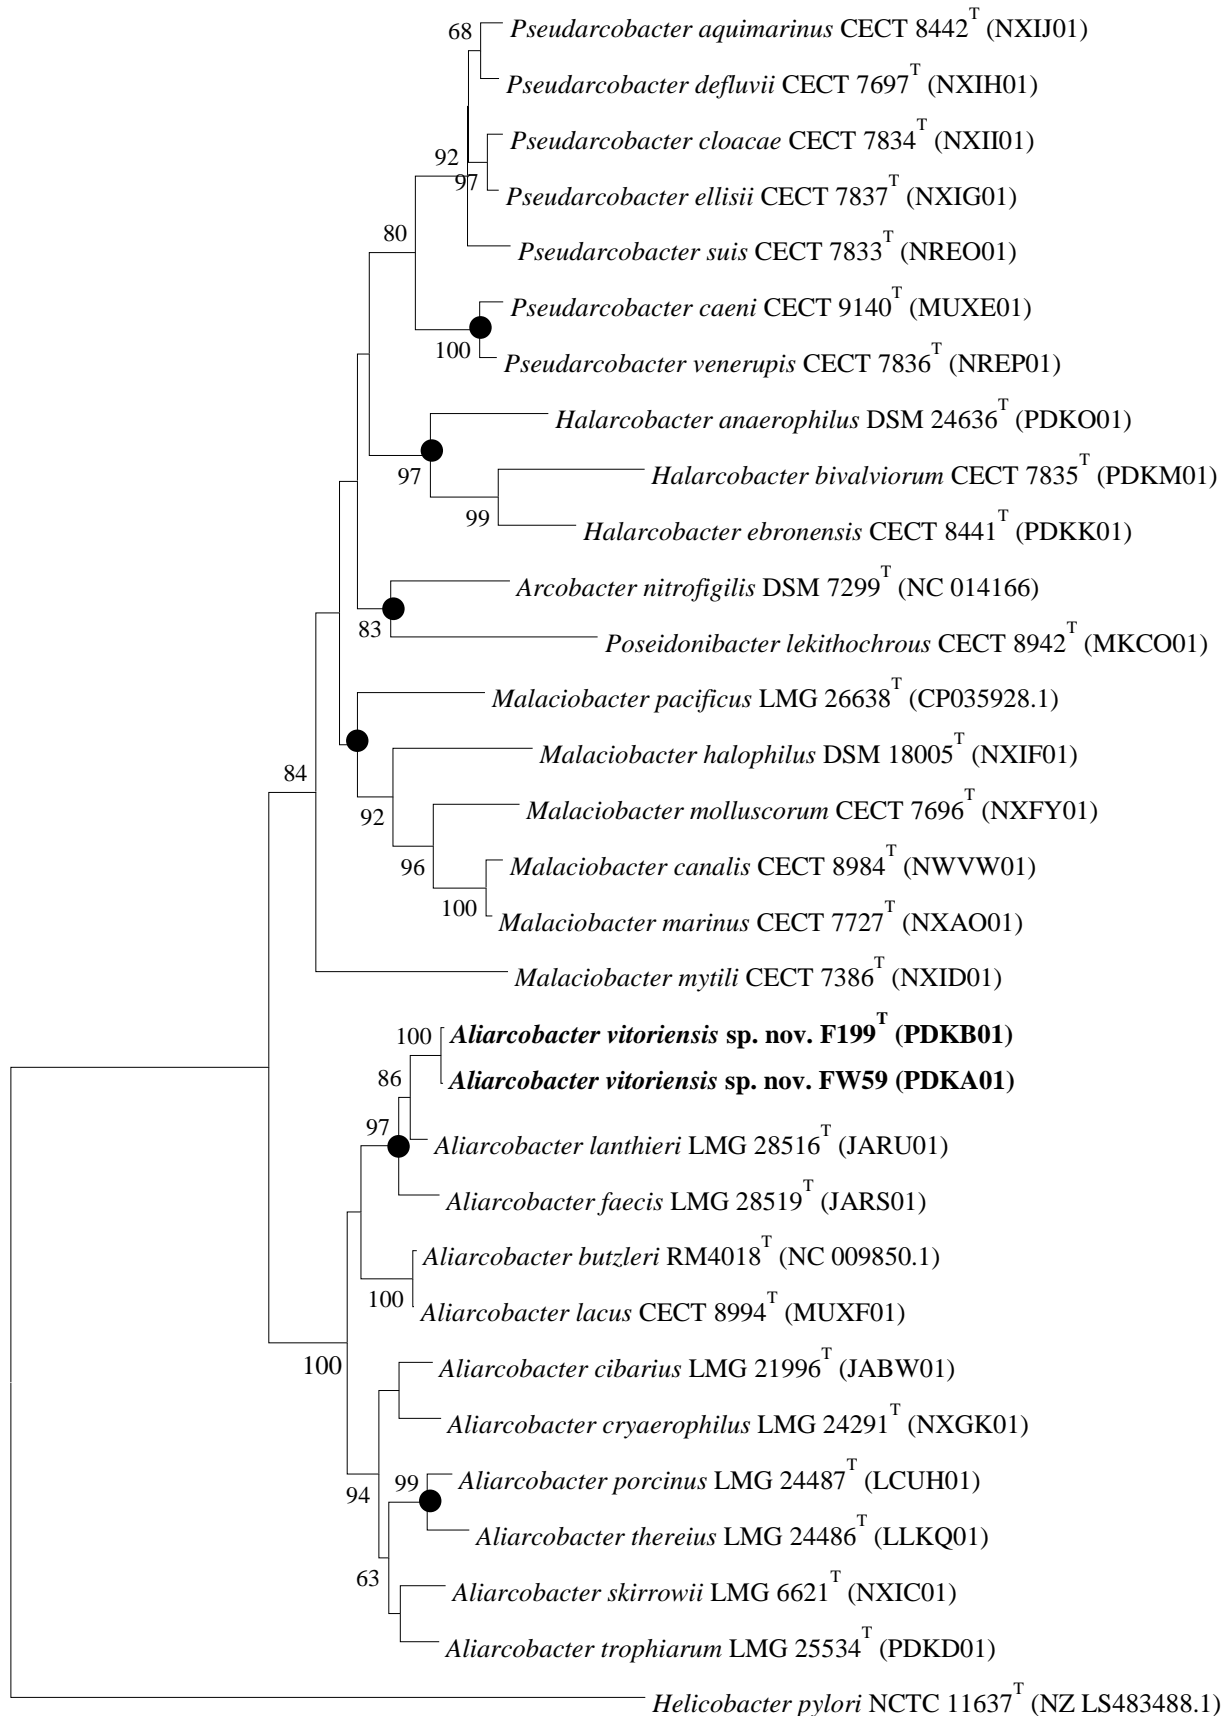 68
Pseudarcobacter aquimarinus CECT 8442T (NXIJ01)
Pseudarcobacter defluvii CECT 7697T (NXIH01)
Pseudarcobacter cloacae CECT 7834T (NXII01)
92
97
Pseudarcobacter ellisii CECT 7837T (NXIG01)
80
Pseudarcobacter suis CECT 7833T (NREO01)
Pseudarcobacter caeni CECT 9140T (MUXE01)
100
Pseudarcobacter venerupis CECT 7836T (NREP01)
Halarcobacter anaerophilus DSM 24636T (PDKO01)
97
Halarcobacter bivalviorum CECT 7835T (PDKM01)
99
Halarcobacter ebronensis CECT 8441T (PDKK01)
Arcobacter nitrofigilis DSM 7299T (NC 014166)
83
Poseidonibacter lekithochrous CECT 8942T (MKCO01)
Malaciobacter pacificus LMG 26638T (CP035928.1)
Malaciobacter halophilus DSM 18005T (NXIF01)
84
92
Malaciobacter molluscorum CECT 7696T (NXFY01)
96
Malaciobacter canalis CECT 8984T (NWVW01)
100
Malaciobacter marinus CECT 7727T (NXAO01)
Malaciobacter mytili CECT 7386T (NXID01)
100
Aliarcobacter vitoriensis sp. nov. F199T (PDKB01)
86
Aliarcobacter vitoriensis sp. nov. FW59 (PDKA01)
97
Aliarcobacter lanthieri LMG 28516T (JARU01)
Aliarcobacter faecis LMG 28519T (JARS01)
Aliarcobacter butzleri RM4018T (NC 009850.1)
100
Aliarcobacter lacus CECT 8994T (MUXF01)
100
Aliarcobacter cibarius LMG 21996T (JABW01)
Aliarcobacter cryaerophilus LMG 24291T (NXGK01)
99
Aliarcobacter porcinus LMG 24487T (LCUH01)
94
Aliarcobacter thereius LMG 24486T (LLKQ01)
63
Aliarcobacter skirrowii LMG 6621T (NXIC01)
Aliarcobacter trophiarum LMG 25534T (PDKD01)
Helicobacter pylori NCTC 11637T (NZ LS483488.1)